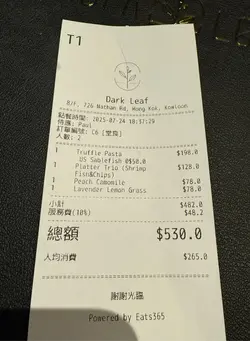 T1
Dark Leaf
8/F, 726 Nathan Rd, Mong Kok, Kowloon
點餐時間: 2025-07-24 18:37:29
侍應: Paul
訂單編號: C6 [堂食]
人數: 2
1 Truffle Pasta $198.0
US Sablefish @$50.0
1 Platter Trio (Shrimp $128.0
Fish&Chips)
1 Peach Camomile $78.0
1 Lavender Lemon Grass $78.0
小計 $482.0
服務費(10%) $48.2
總額 $530.0
人均消費 $265.0
謝謝光臨
Powered by Eats365